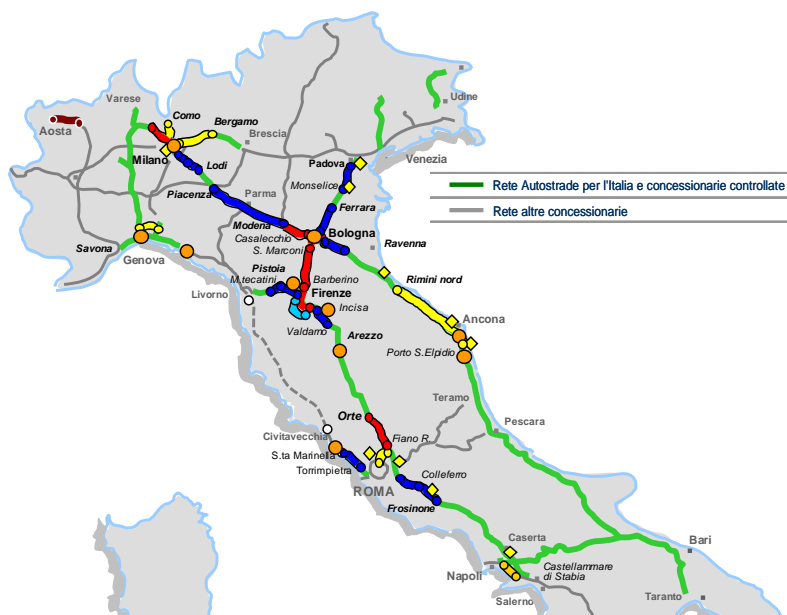 Udine
Varese
Como
Bergamo
Aosta
Brescia
Milano
Lodi
Padova
Venezia
Monselice
Piacenza
Parma
Ferrara
Rete Autostrade per l'Italia e concessionarie controllate
Rete altre concessionarie
Modena
Casalecchio
Bologna
S. Marconi
Ravenna
Savona
Genova
Pistoia
M.tecatini
Barberino
Rimini nord
Livorno
Firenze
Incisa
Valdarno
Ancona
Arezzo
Porto S.Elpidio
Teramo
Orte
Pescara
Fiano R.
Civitavecchia
S.ta Marinella
Torrimpietra
Colleferro
ROMA
Frosinone
Caserta
Bari
Napoli
Castellammare
di Stabia
Salerno
Taranto